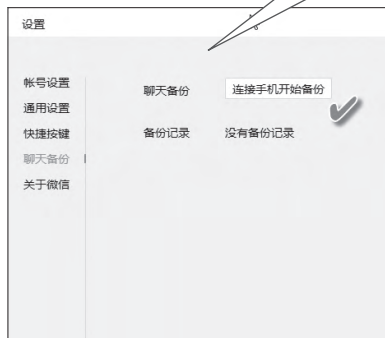 设置
帐号设置
通用设置
快捷按键
聊天备份
关于微信
聊天备份 连接手机开始备份
备份记录 没有备份记录